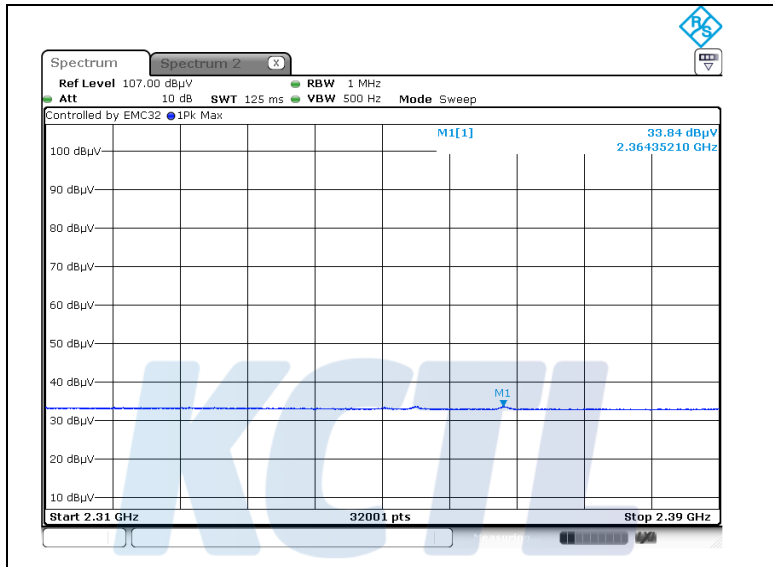 R&S
Spectrum Spectrum 2 X
Ref Level 107.00 dBµV RBW 1 MHz
Att 10 dB SWT 125 ms VBW 500 Hz Mode Sweep
Controlled by EMC32 1Pk Max
M1[1] 33.84 dBµV
2.36435210 GHz
100 dBµV
90 dBµV
80 dBµV
70 dBµV
60 dBµV
50 dBµV
40 dBµV
M1
30 dBµV
20 dBµV
10 dBµV
KCTL
Start 2.31 GHz 32001 pts Stop 2.39 GHz
Measuring